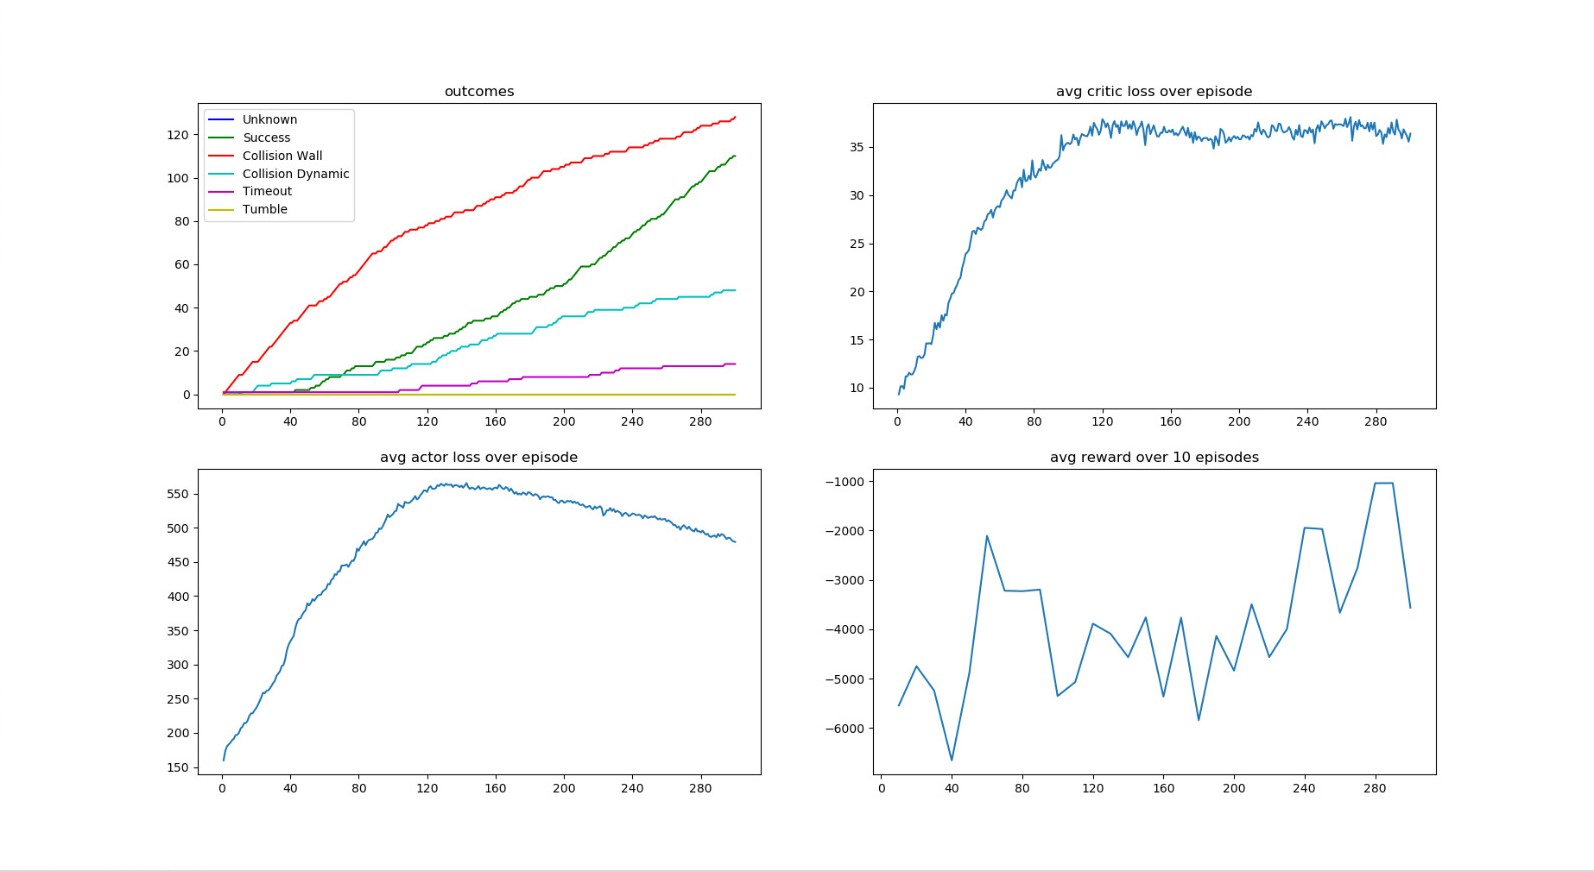 outcomes
Unknown
Success
Collision Wall
Collision Dynamic
Timeout
Tumble
120
100
80
60
40
20
0
0 40 80 120 160 200 240 280
avg critic loss over episode
35
30
25
20
15
10
0 40 80 120 160 200 240 280
avg actor loss over episode
550
500
450
400
350
300
250
200
150
0 40 80 120 160 200 240 280
avg reward over 10 episodes
−1000
−2000
−3000
−4000
−5000
−6000
0 40 80 120 160 200 240 280